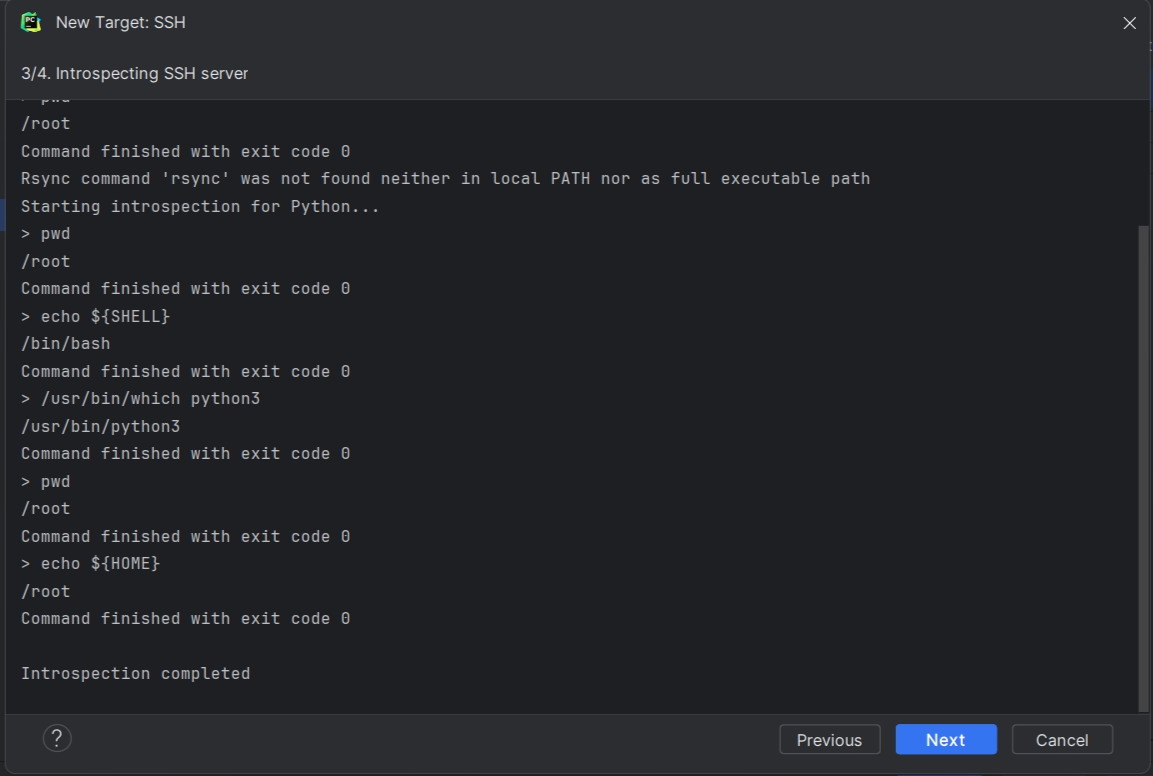 New Target: SSH
3/4. Introspecting SSH server
> pwd
/root
Command finished with exit code 0
Rsync command 'rsync' was not found neither in local PATH nor as full executable path
Starting introspection for Python...
> pwd
/root
Command finished with exit code 0
> echo ${SHELL}
/bin/bash
Command finished with exit code 0
> /usr/bin/which python3
/usr/bin/python3
Command finished with exit code 0
> pwd
/root
Command finished with exit code 0
> echo ${HOME}
/root
Command finished with exit code 0
Introspection completed
? Previous Next Cancel